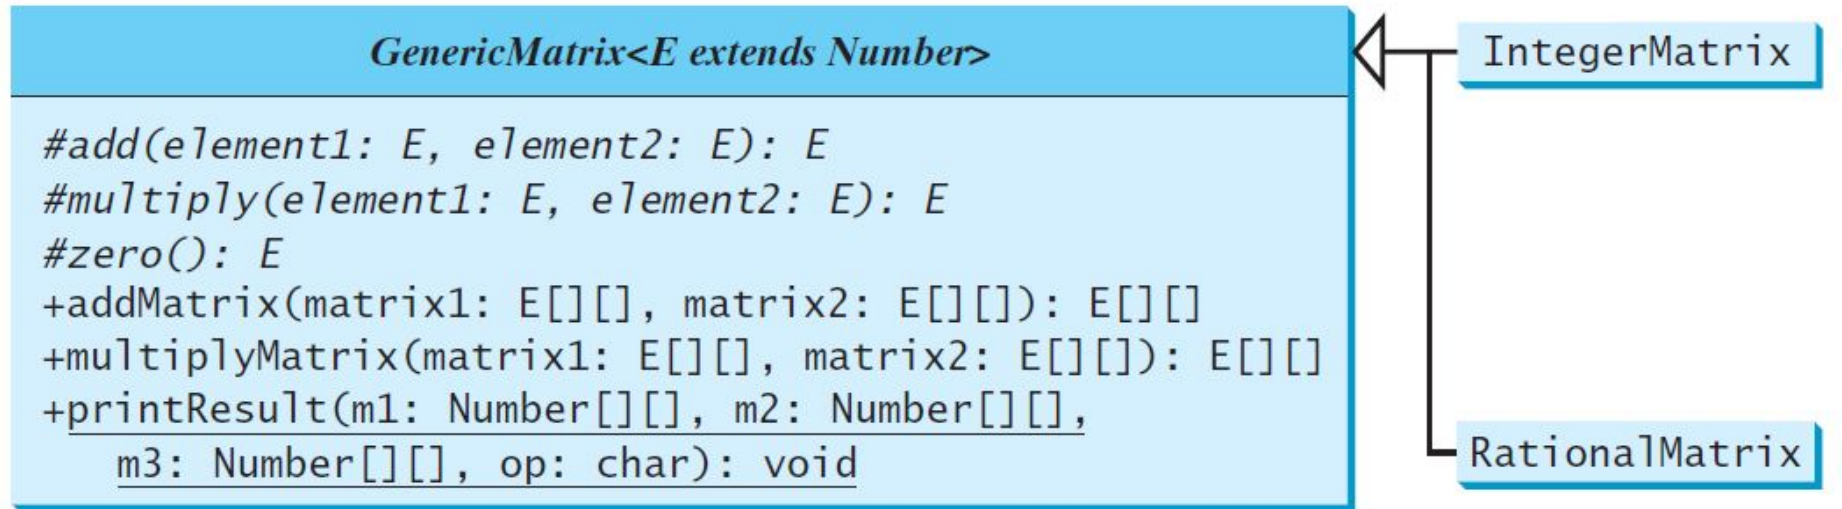 GenericMatrix<E extends Number>
#add(element1: E, element2: E): E
#multiply(element1: E, element2: E): E
#zero(): E
+addMatrix(matrix1: E[][], matrix2: E[][]): E[][]
+multiplyMatrix(matrix1: E[][], matrix2: E[][]): E[][]
+printResult(m1: Number[][], m2: Number[][],
m3: Number[][], op: char): void
IntegerMatrix
RationalMatrix